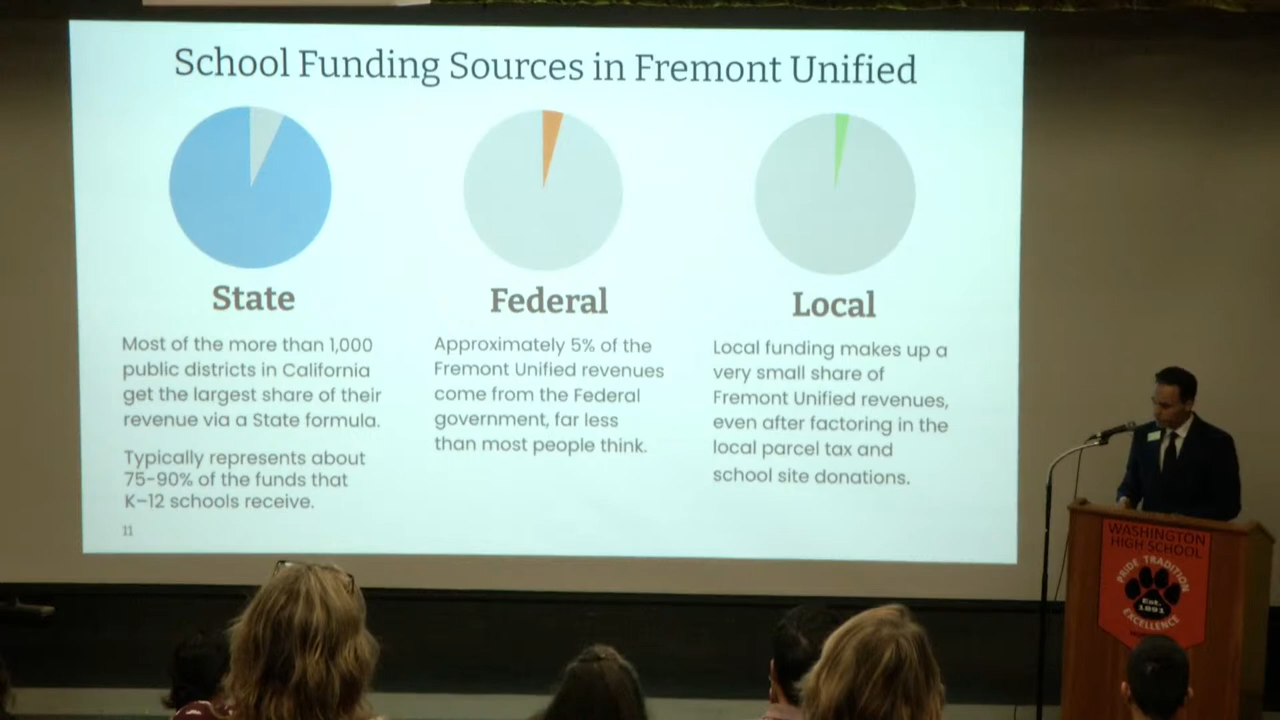 School Funding Sources in Fremont Unified
State
Most of the more than 1,000
public districts in California
get the largest share of their
revenue via a State formula.
Typically represents about
75-90% of the funds that
K–12 schools receive.
11
Federal
Approximately 5% of the
Fremont Unified revenues
come from the Federal
government, far less
than most people think.
Local
Local funding makes up a
very small share of
Fremont Unified revenues,
even after factoring in the
local parcel tax and
school site donations.
WASHINGTON
HIGH SCHOOL
PRIDE TRADITION
Est.
1891
EXCELLENCE